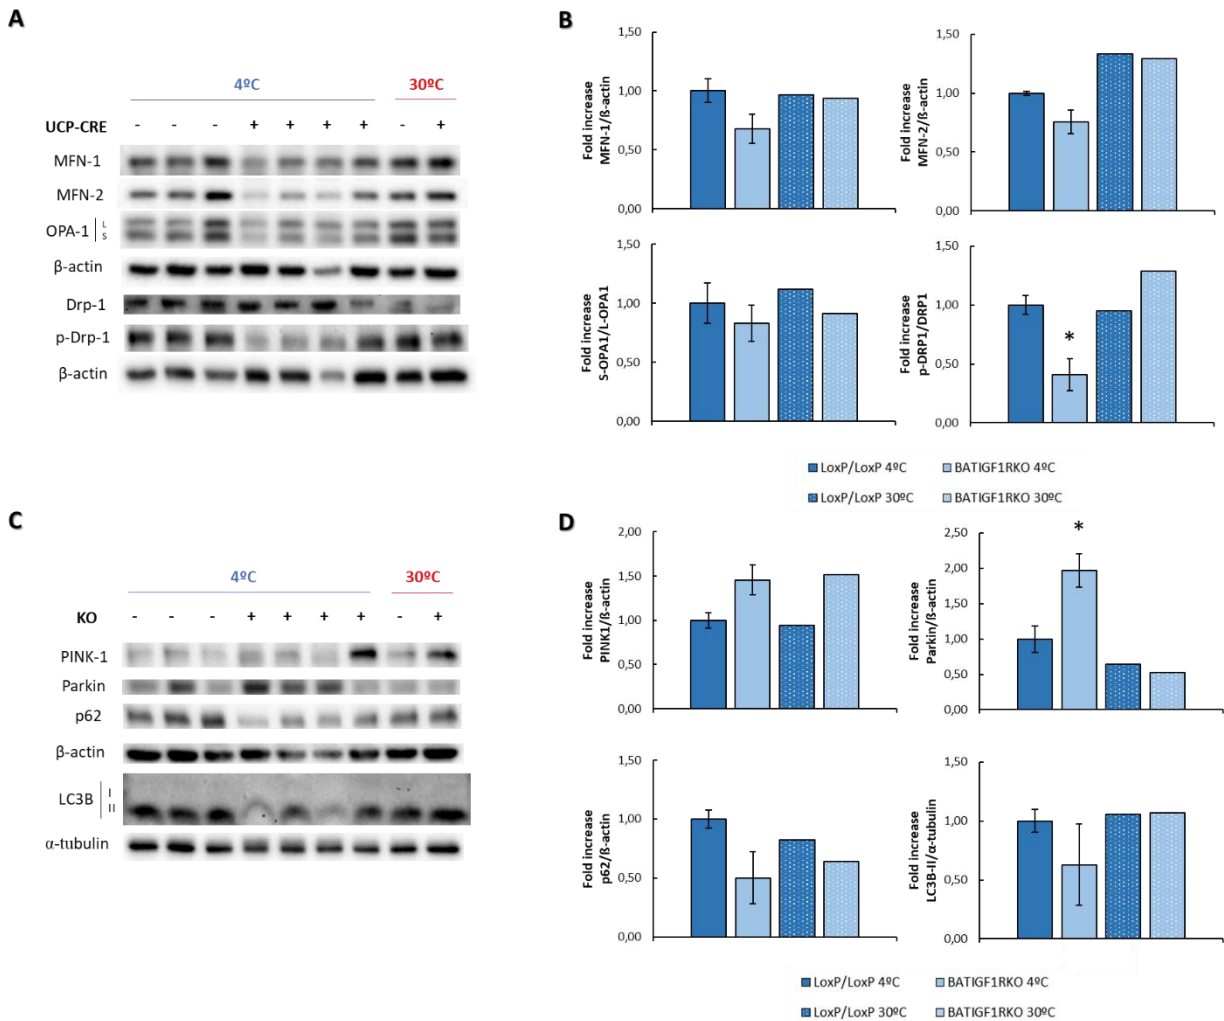 A
4ºC
30ºC
UCP-CRE - - - + + + + - +
MFN-1
MFN-2
OPA-1 L
S
β-actin
Drp-1
p-Drp-1
β-actin
B
Fold increase
MFN-1/ß-actin
1,50
1,00
0,50
0,00
Fold increase
MFN-2/ß-actin
1,50
1,00
0,50
0,00
Fold increase
S-OPA1/L-OPA1
1,50
1,00
0,50
0,00
Fold increase
p-DRP1/DRP1
1,50
1,00
0,50
0,00
*
LoxP/LoxP 4ºC
BATIGF1RKO 4ºC
LoxP/LoxP 30ºC
BATIGF1RKO 30ºC
C
4ºC
30ºC
KO - - - + + + + - +
PINK-1
Parkin
p62
β-actin
LC3B I
II
α-tubulin
D
Fold increase
PINK1/ß-actin
2,00
1,50
1,00
0,50
0,00
Fold increase
Parkin/ß-actin
2,50
2,00
1,50
1,00
0,50
0,00
*
Fold increase
p62/ß-actin
1,50
1,00
0,50
0,00
Fold increase
LC3B-II/α-tubulin
1,50
1,00
0,50
0,00
LoxP/LoxP 4ºC
BATIGF1RKO 4ºC
LoxP/LoxP 30ºC
BATIGF1RKO 30ºC